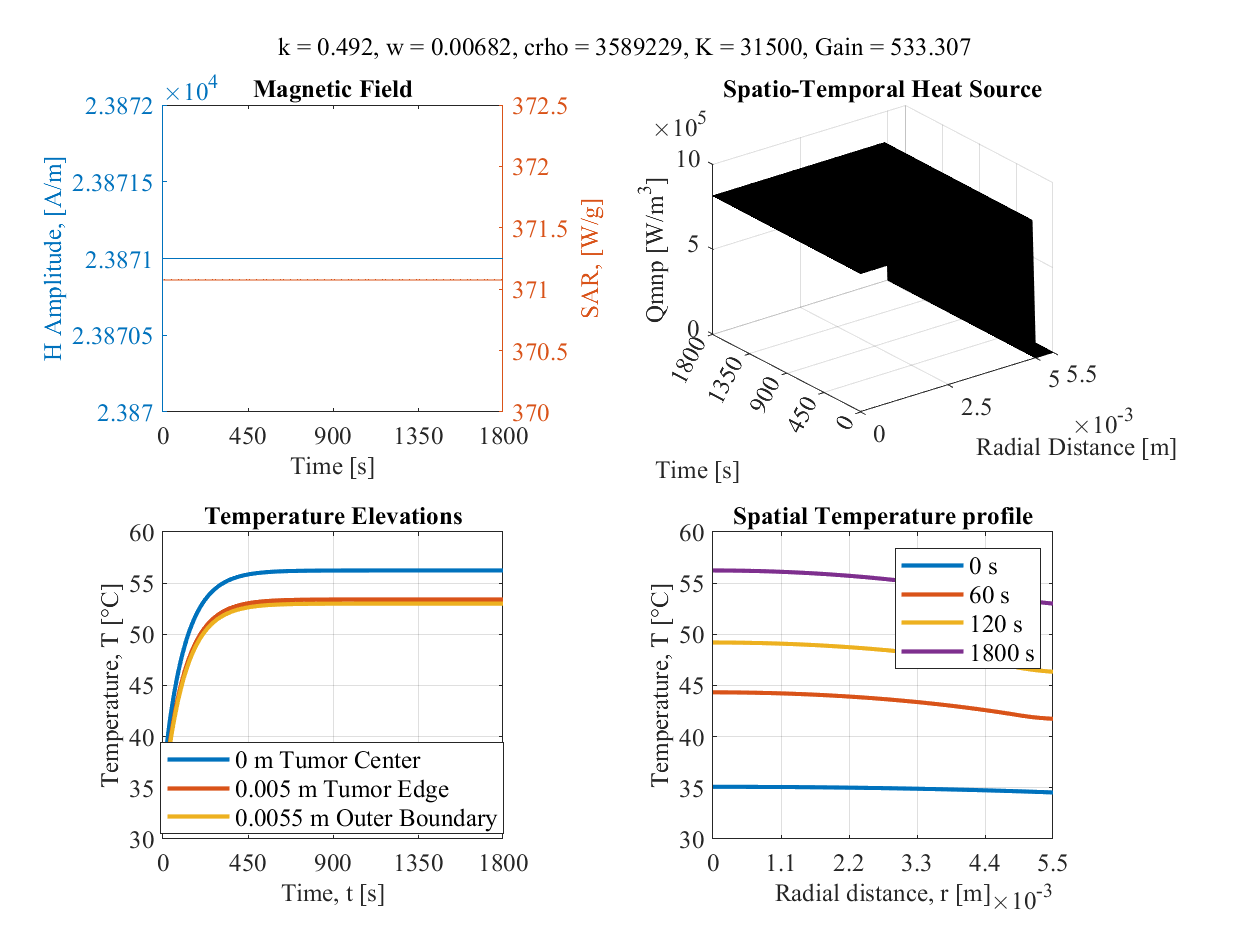 k = 0.492, w = 0.00682, crho = 3589229, K = 31500, Gain = 533.307
Magnetic Field
×10^4
2.3872
2.38715
2.3871
2.38705
2.387
H Amplitude, [A/m]
372.5
372
371.5
371
370.5
370
SAR, [W/g]
0 450 900 1350 1800
Time [s]
Spatio-Temporal Heat Source
×10^5
10
5
0
Qmnp [W/m^3]
1800 1350 900 450 0
Time [s]
0 2.5 5 5.5
×10^-3
Radial Distance [m]
Temperature Elevations
60
55
50
45
40
35
30
Temperature, T [°C]
0 m Tumor Center
0.005 m Tumor Edge
0.0055 m Outer Boundary
0 450 900 1350 1800
Time, t [s]
Spatial Temperature profile
60
55
50
45
40
35
30
Temperature, T [°C]
0 s
60 s
120 s
1800 s
0 1.1 2.2 3.3 4.4 5.5
Radial distance, r [m]
×10^-3